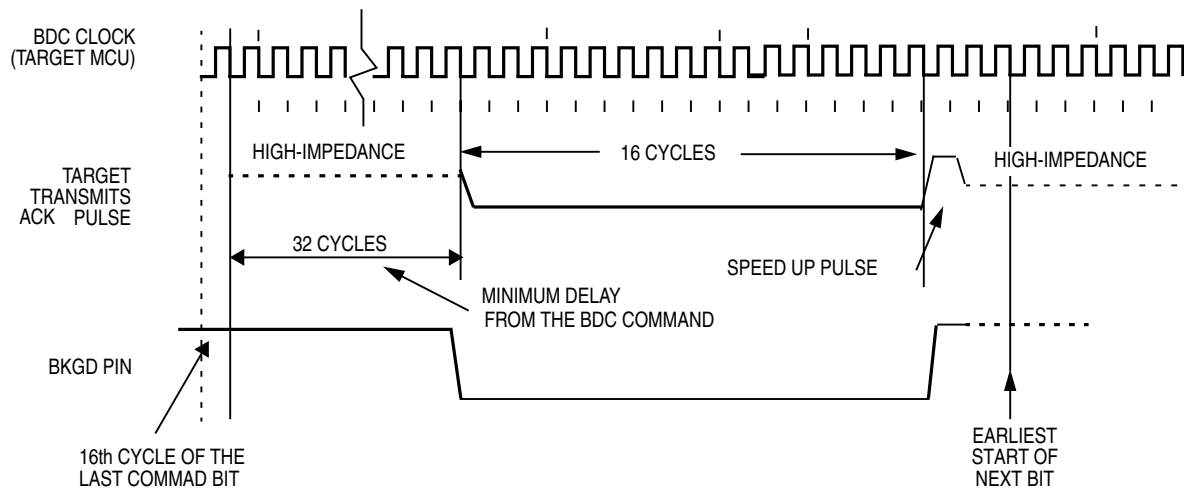 BDC CLOCK
(TARGET MCU)
HIGH-IMPEDANCE
16 CYCLES
HIGH-IMPEDANCE
TARGET
TRANSMITS
ACK PULSE
32 CYCLES
SPEED UP PULSE
MINIMUM DELAY
FROM THE BDC COMMAND
BKGD PIN
16th CYCLE OF THE
LAST COMMAD BIT
EARLIEST
START OF
NEXT BIT